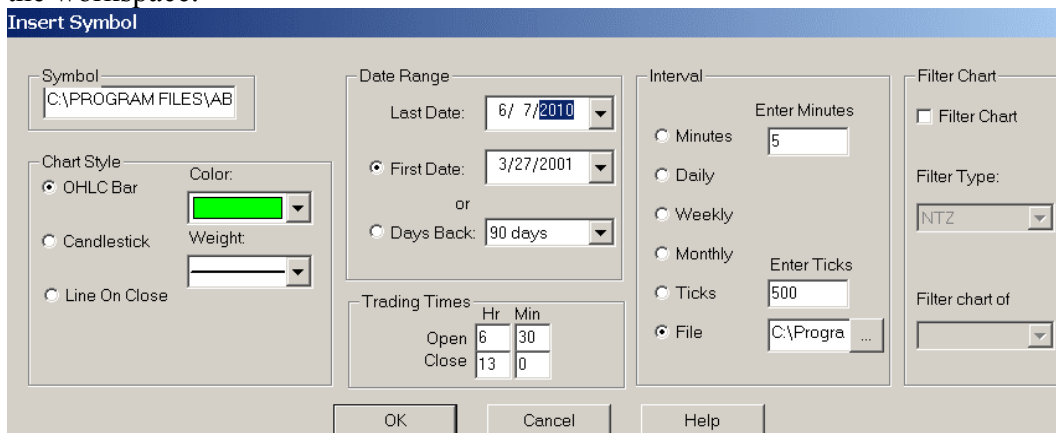 the workspace.
Insert Symbol
Symbol
C:\PROGRAM FILES\AB
Chart Style
OHLC Bar
Color:
Candlestick
Weight:
Line On Close
Date Range
Last Date: 6/ 7/2010
First Date: 3/27/2001
or
Days Back: 90 days
Trading Times
Hr Min
Open 6 30
Close 13 0
Interval
Enter Minutes
Minutes 5
Daily
Weekly
Monthly
Enter Ticks
Ticks 500
File C:\Progra ...
Filter Chart
Filter Chart
Filter Type:
NTZ
Filter chart of
OK Cancel Help